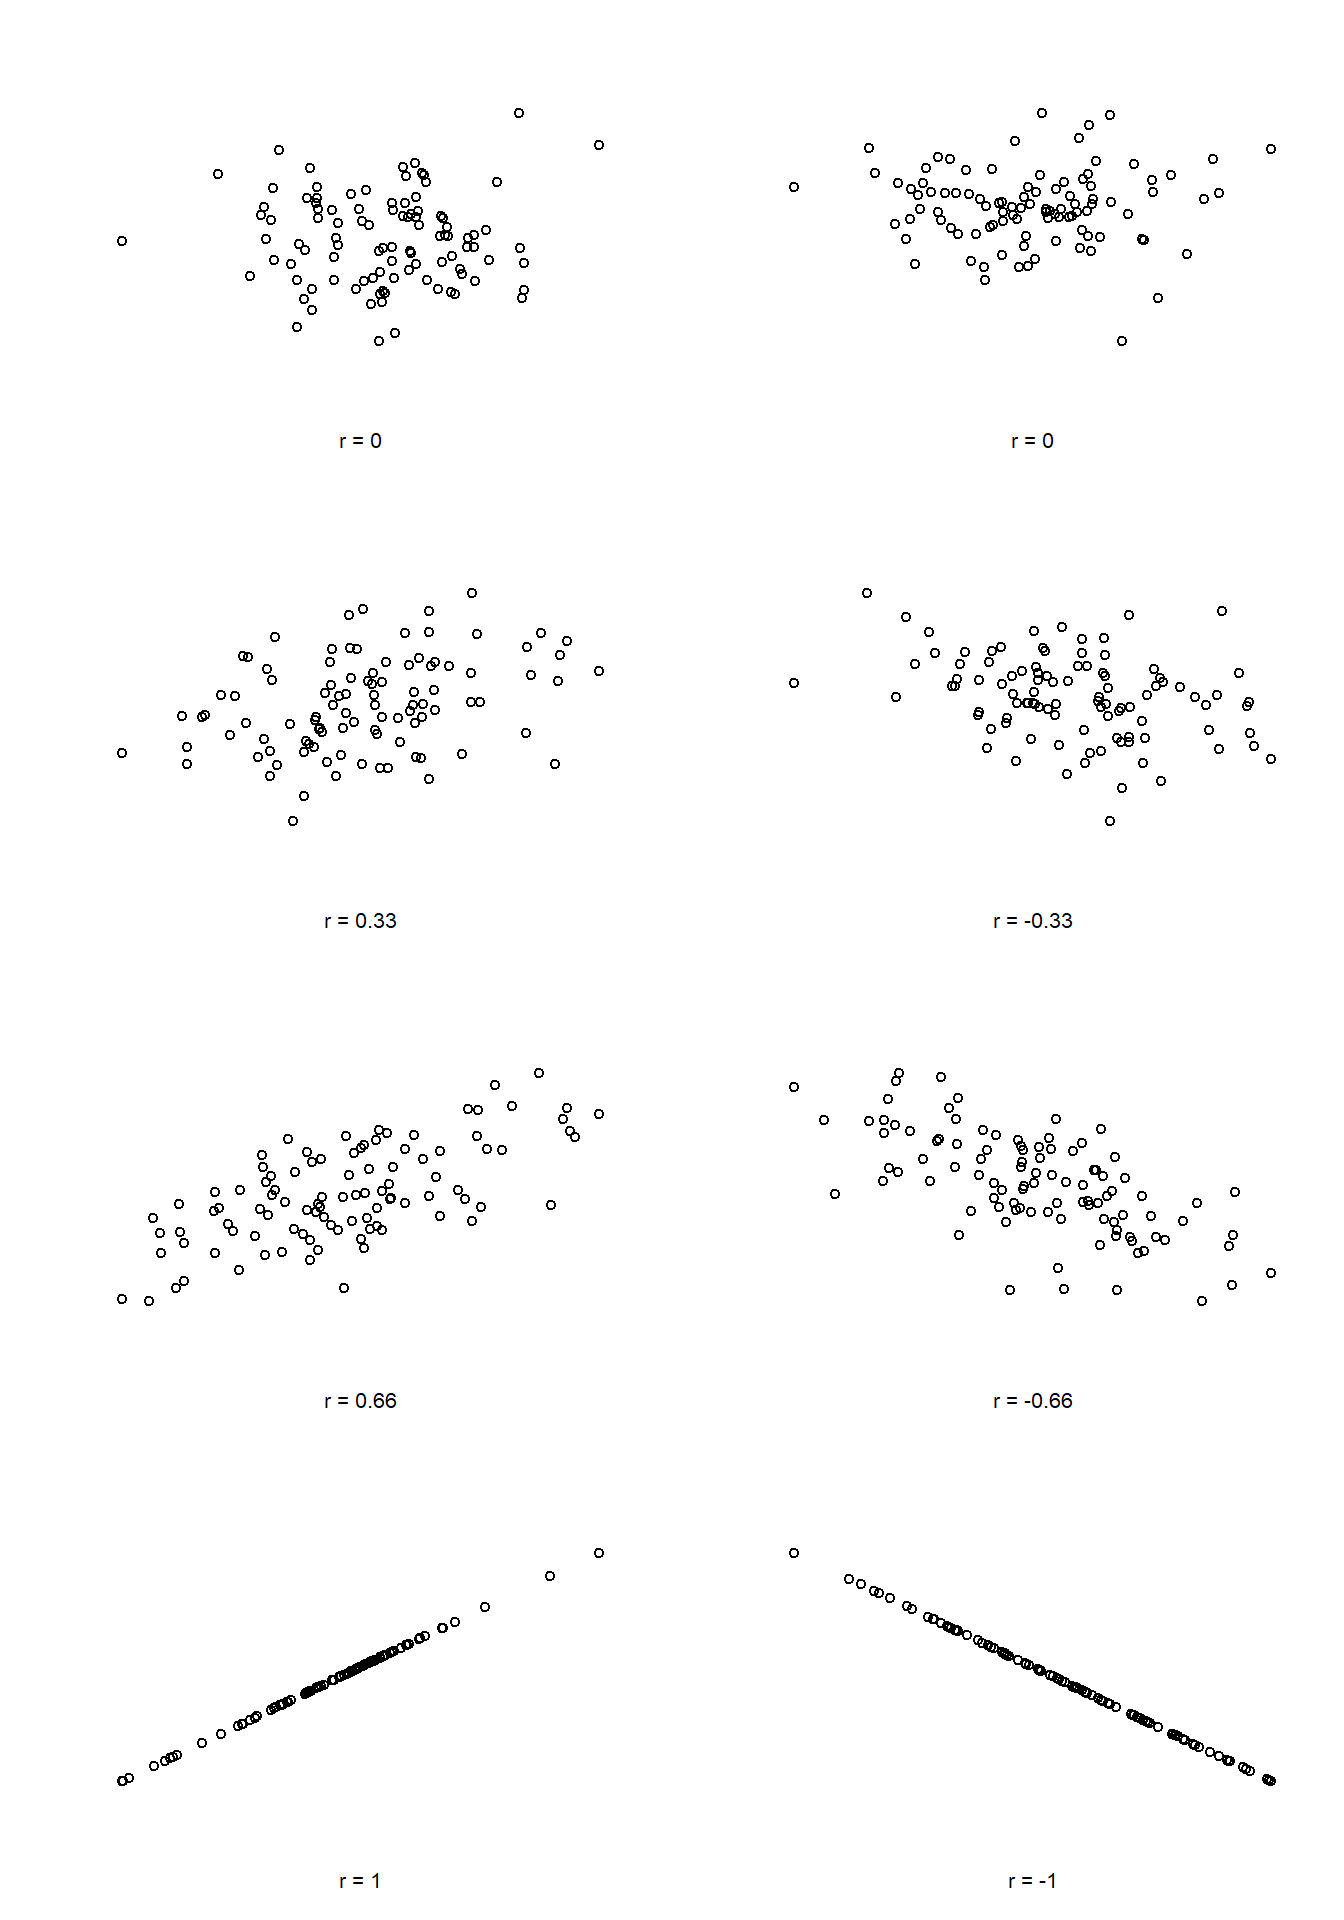 r = 0
r = 0
r = 0.33
r = -0.33
r = 0.66
r = -0.66
r = 1
r = -1